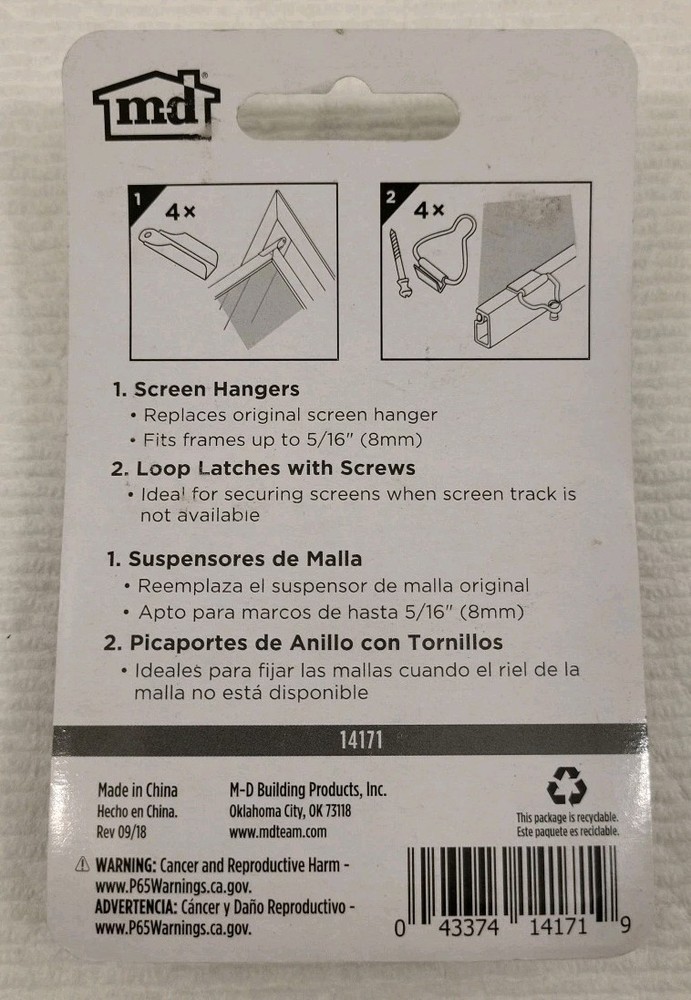 m-d®
1
4x
2
4x
1. Screen Hangers
• Replaces original screen hanger
• Fits frames up to 5/16" (8mm)
2. Loop Latches with Screws
• Ideal for securing screens when screen track is
not available
1. Suspensores de Malla
• Reemplaza el suspensor de malla original
• Apto para marcos de hasta 5/16" (8mm)
2. Picaportes de Anillo con Tornillos
• Ideales para fijar las mallas cuando el riel de la
malla no está disponible
14171
Made in China
Hecho en China.
Rev 09/18
M-D Building Products, Inc.
Oklahoma City, OK 73118
www.mdteam.com
This package is recyclable.
Este paquete es reciclable.
⚠ WARNING: Cancer and Reproductive Harm -
www.P65Warnings.ca.gov.
ADVERTENCIA: Cáncer y Daño Reproductivo -
www.P65Warnings.ca.gov.
0 43374 14171 9